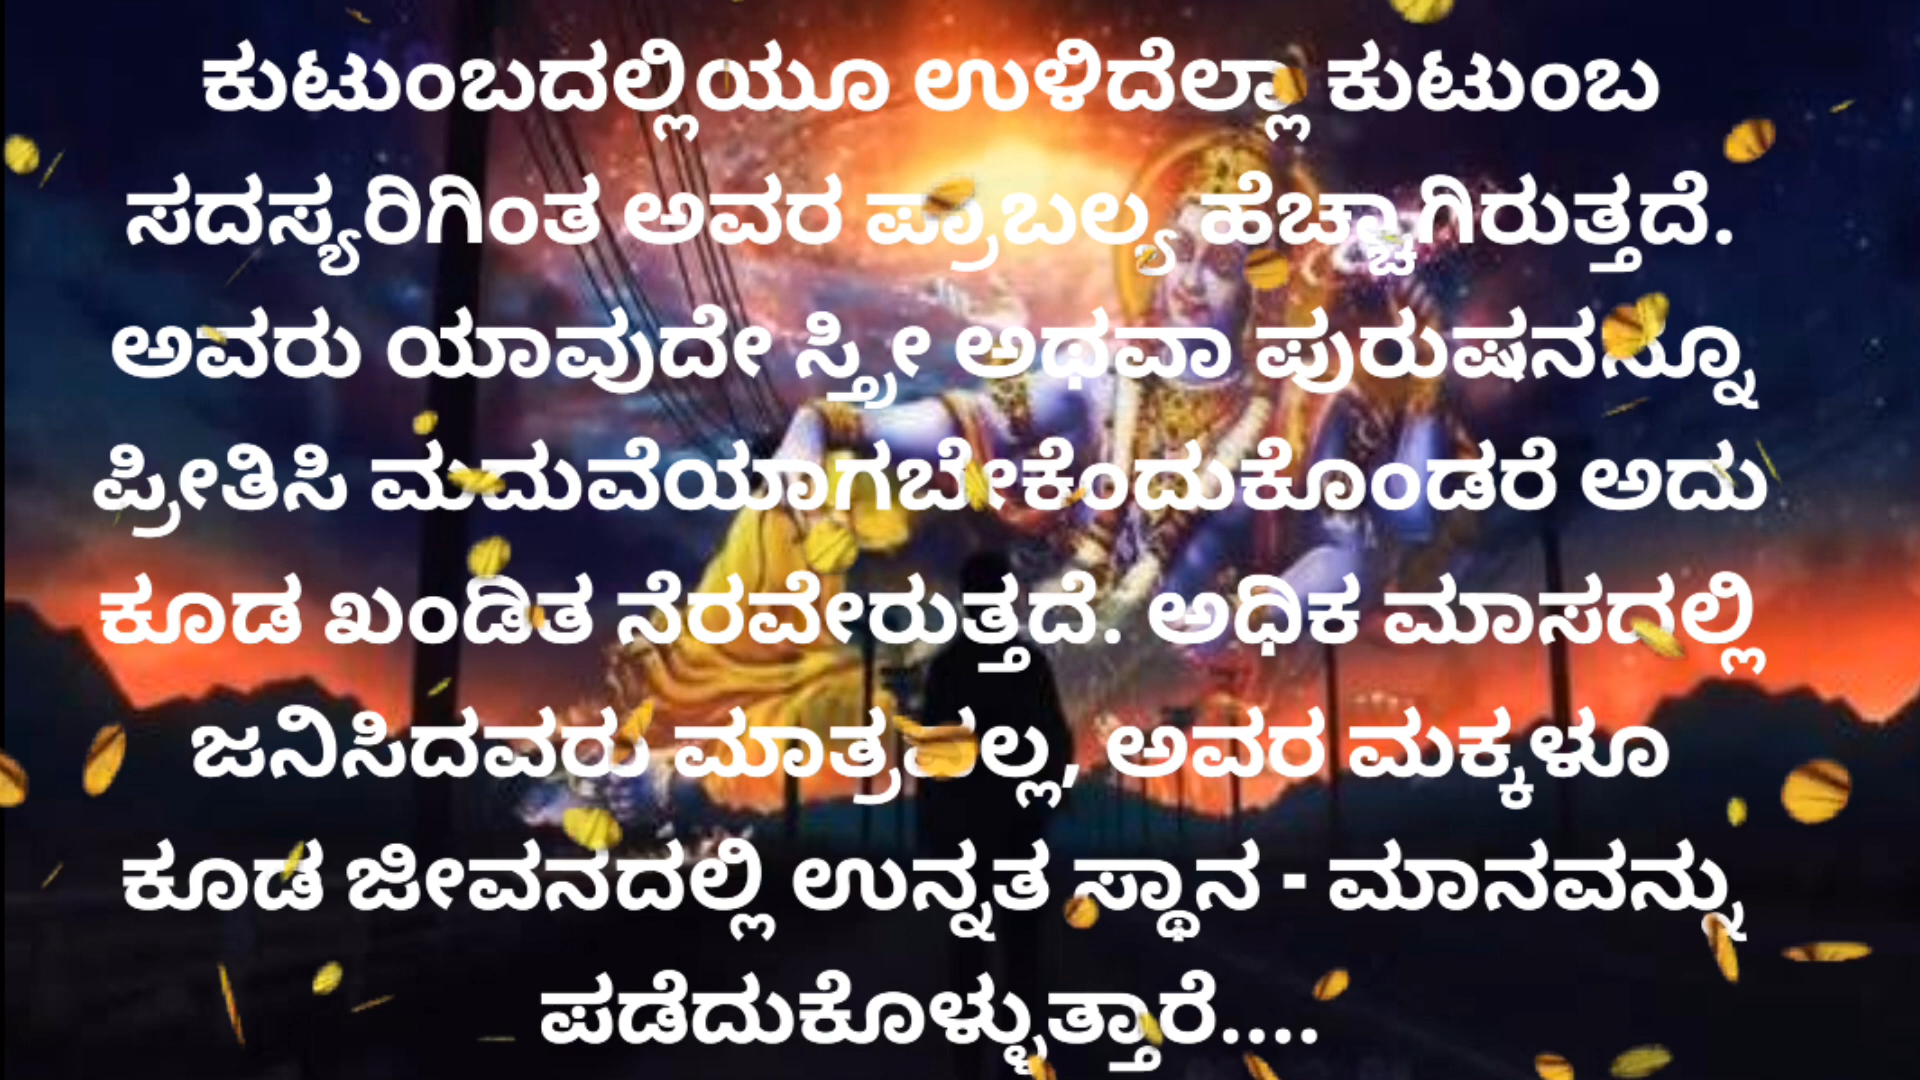 ಕುಟುಂಬದಲ್ಲಿಯೂ ಉಳಿದೆಲ್ಲಾ ಕುಟುಂಬ
ಸದಸ್ಯರಿಗಿಂತ ಅವರ ಪ್ರಾಬಲ್ಯ ಹೆಚ್ಚಾಗಿರುತ್ತದೆ.
ಅವರು ಯಾವುದೇ ಸ್ತ್ರೀ ಅಥವಾ ಪುರುಷನನ್ನೂ
ಪ್ರೀತಿಸಿ ಮದುವೆಯಾಗಬೇಕೆಂದುಕೊಂಡರೆ ಅದು
ಕೂಡ ಖಂಡಿತ ನೆರವೇರುತ್ತದೆ. ಅಧಿಕ ಮಾಸದಲ್ಲಿ
ಜನಿಸಿದವರು ಮಾತ್ರವಲ್ಲ, ಅವರ ಮಕ್ಕಳೂ
ಕೂಡ ಜೀವನದಲ್ಲಿ ಉನ್ನತ ಸ್ಥಾನ - ಮಾನವನ್ನು
ಪಡೆದುಕೊಳ್ಳುತ್ತಾರೆ....